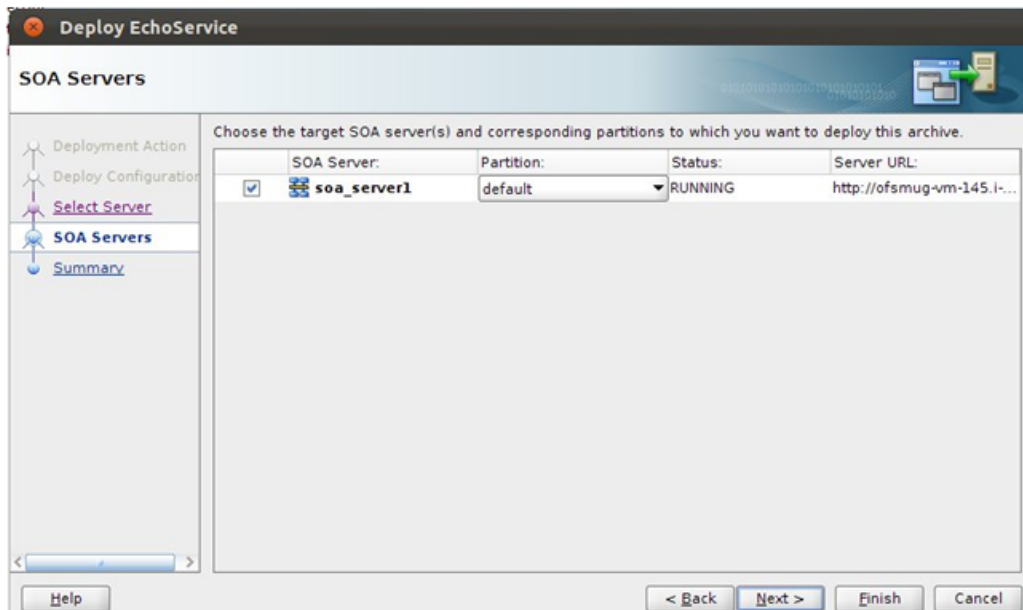 Deploy EchoService
SOA Servers
Deployment Action
Deploy Configuration
Select Server
SOA Servers
Summary
Choose the target SOA server(s) and corresponding partitions to which you want to deploy this archive.
SOA Server: Partition: Status: Server URL:
soa_server1 default RUNNING http://ofsmug-vm-145.i-...
Help < Back Next > Finish Cancel